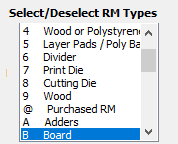 Select/Deselect RM Types
4 Wood or Polystyrene
5 Layer Pads / Poly Ba
6 Divider
7 Print Die
8 Cutting Die
9 Wood
@ Purchased RM
A Adders
B Board